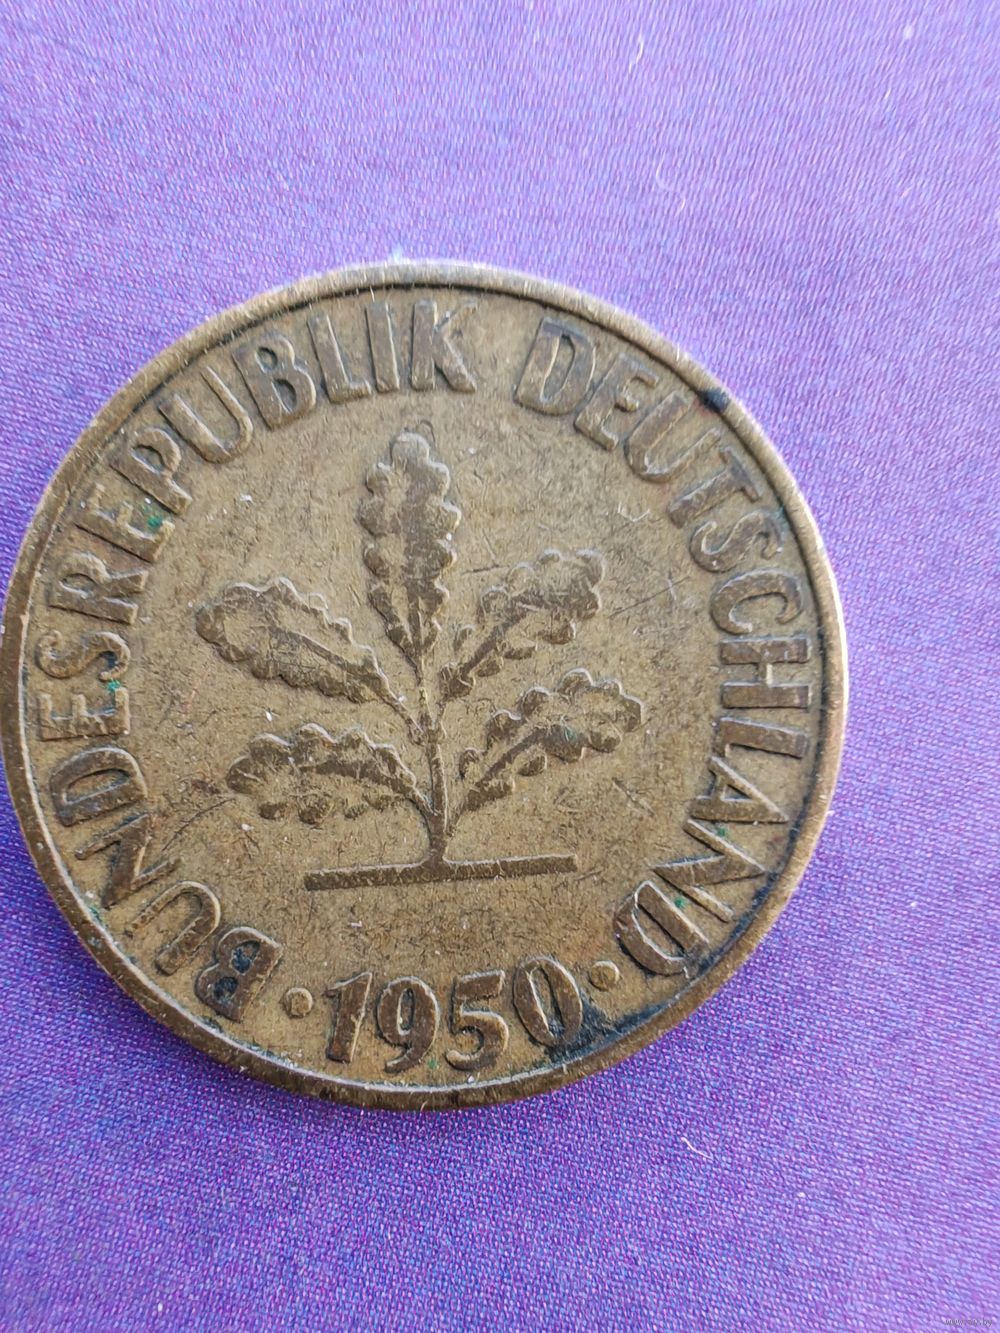 BUNDESREPUBLIK DEUTSCHLAND
· 1950 ·